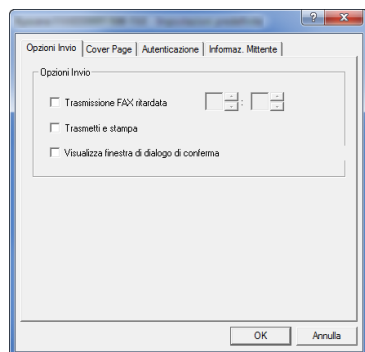 Opzioni Invio Cover Page Autenticazione Informaz. Mittente
Opzioni Invio
Trasmissione FAX ritardata :
Trasmetti e stampa
Visualizza finestra di dialogo di conferma
OK Annulla